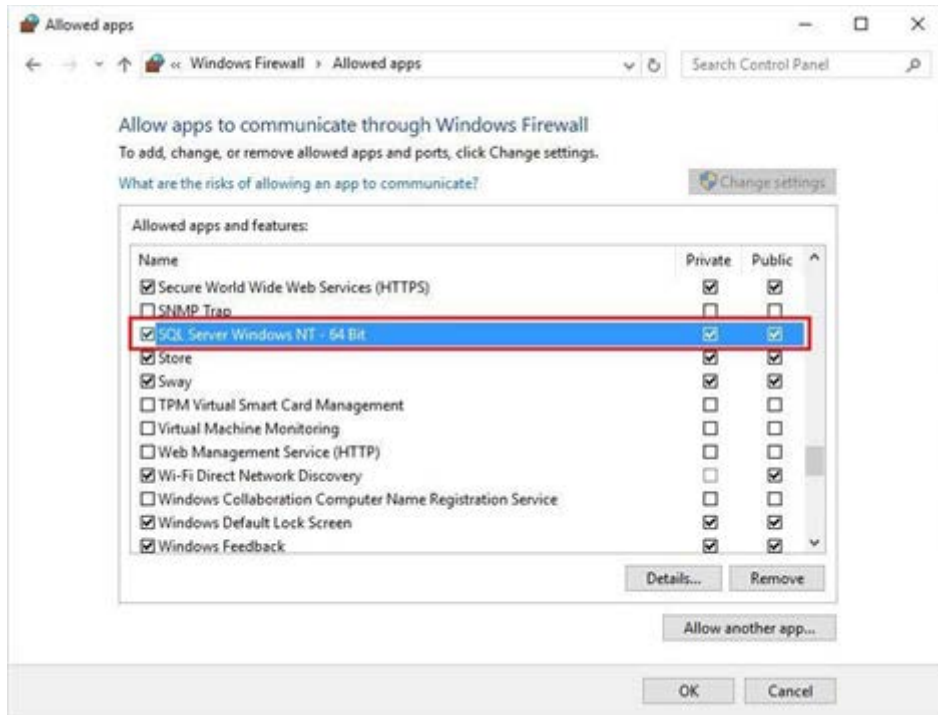 Allowed apps
« Windows Firewall › Allowed apps
Search Control Panel
Allow apps to communicate through Windows Firewall
To add, change, or remove allowed apps and ports, click Change settings.
What are the risks of allowing an app to communicate?
Change settings
Allowed apps and features:
Name Private Public
Secure World Wide Web Services (HTTPS)
SNMP Trap
SQL Server Windows NT - 64 Bit
Store
Sway
TPM Virtual Smart Card Management
Virtual Machine Monitoring
Web Management Service (HTTP)
Wi-Fi Direct Network Discovery
Windows Collaboration Computer Name Registration Service
Windows Default Lock Screen
Windows Feedback
Details... Remove
Allow another app...
OK Cancel